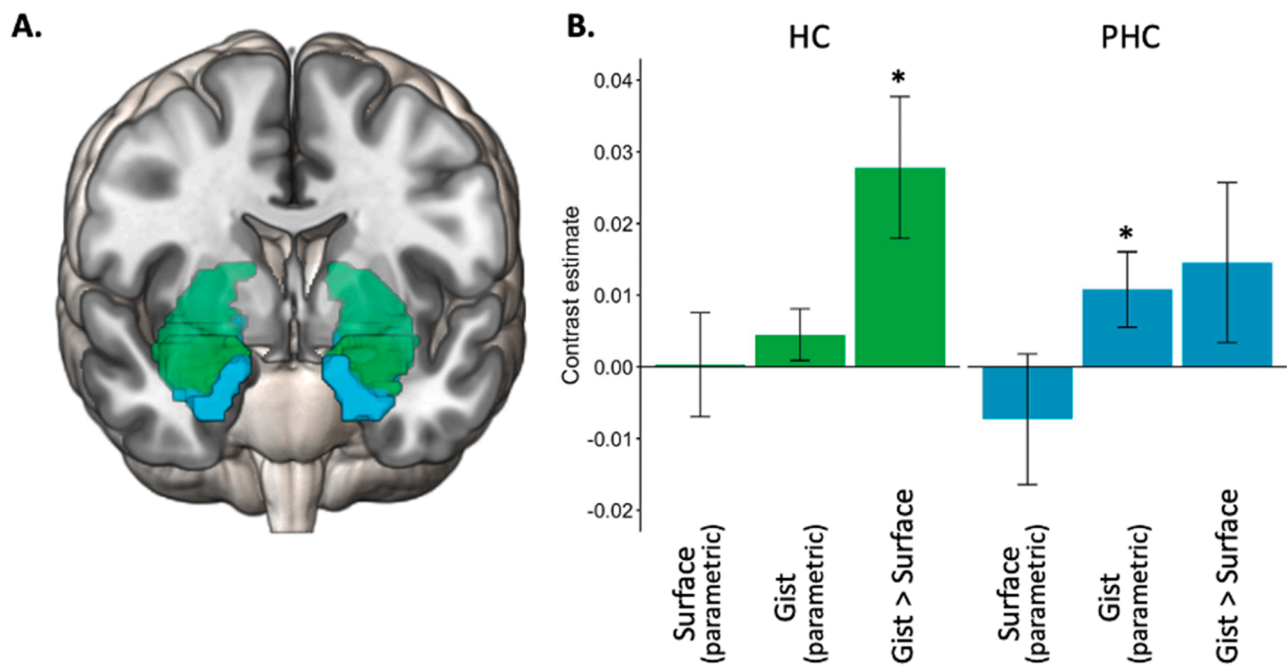 A.
B.
HC
PHC
Contrast estimate
0.04
0.03
0.02
0.01
0.00
-0.01
-0.02
*
*
Surface
(parametric)
Gist
(parametric)
Gist > Surface
Surface
(parametric)
Gist
(parametric)
Gist > Surface